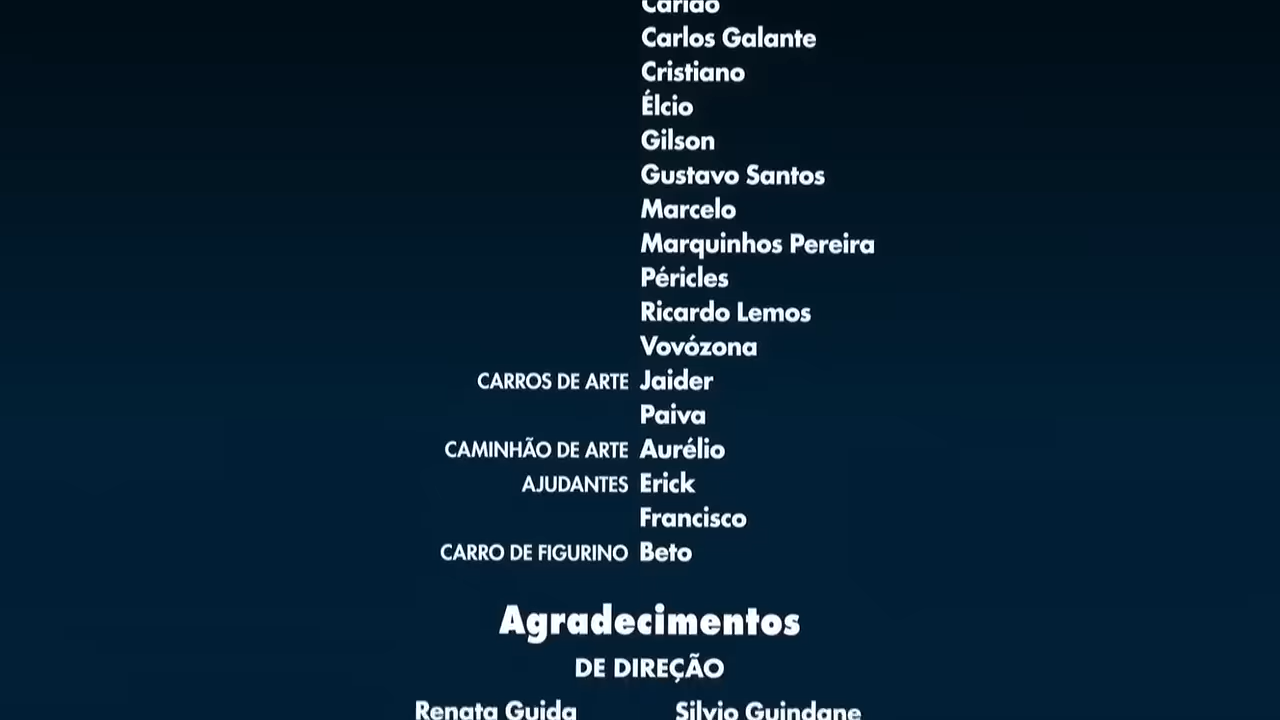 Carlão
Carlos Galante
Cristiano
Élcio
Gilson
Gustavo Santos
Marcelo
Marquinhos Pereira
Péricles
Ricardo Lemos
Vovózona
CARROS DE ARTE Jaider
Paiva
CAMINHÃO DE ARTE Aurélio
AJUDANTES Erick
Francisco
CARRO DE FIGURINO Beto
Agradecimentos
DE DIREÇÃO
Renata Guida Silvio Guindane